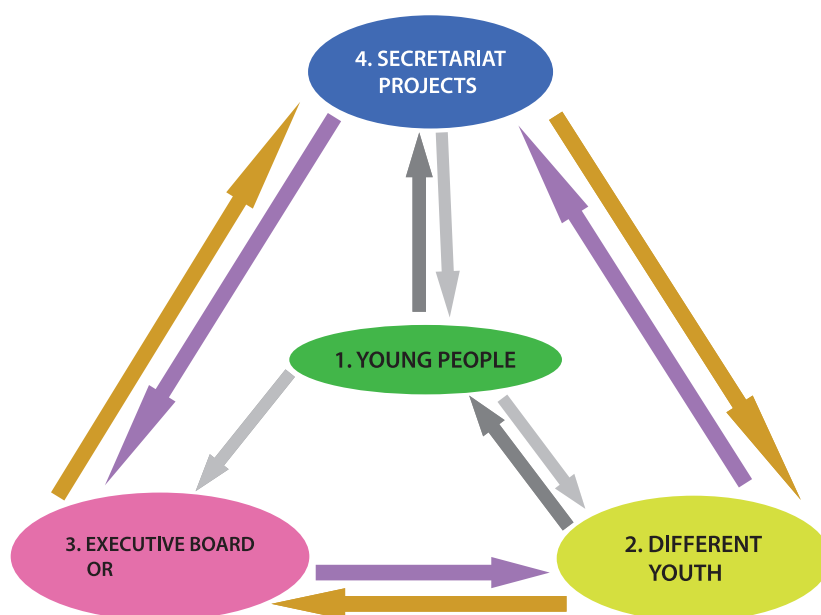 4. SECRETARIAT
PROJECTS
1. YOUNG PEOPLE
3. EXECUTIVE BOARD
OR
2. DIFFERENT
YOUTH